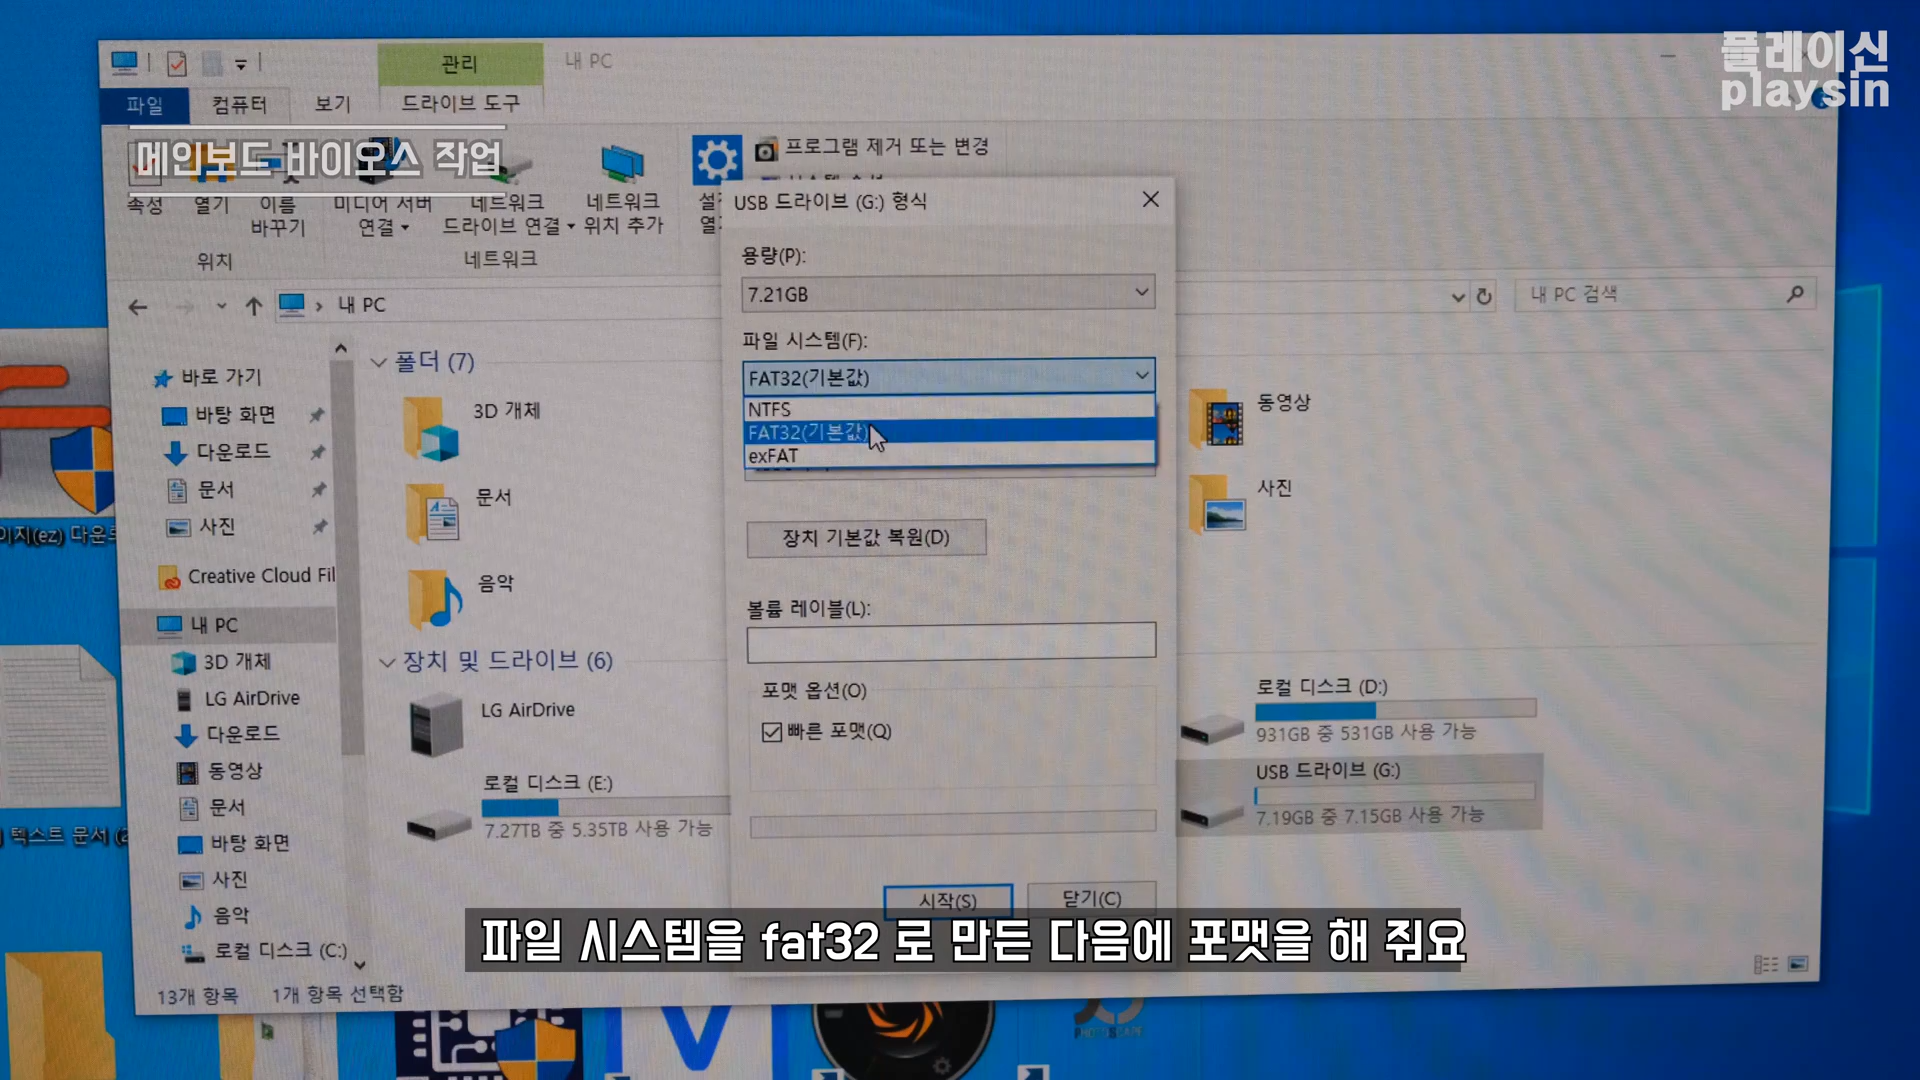 플레이신
playsin
관리
내 PC
파일
컴퓨터
보기
드라이브 도구
메인보드 바이오스 작업
프로그램 제거 또는 변경
속성
열기
이름
바꾸기
미디어 서버
연결
네트워크
드라이브 연결
네트워크
위치 추가
위치
네트워크
USB 드라이브 (G:) 형식
용량(P):
7.21GB
파일 시스템(F):
FAT32(기본값)
NTFS
FAT32(기본값)
exFAT
장치 기본값 복원(D)
볼륨 레이블(L):
포맷 옵션(O)
빠른 포맷(Q)
시작(S)
닫기(C)
내 PC
내 PC 검색
바로 가기
바탕 화면
다운로드
문서
사진
Creative Cloud Fil
내 PC
3D 개체
LG AirDrive
다운로드
동영상
문서
바탕 화면
사진
음악
로컬 디스크 (C:)
폴더 (7)
3D 개체
문서
음악
동영상
사진
장치 및 드라이브 (6)
LG AirDrive
로컬 디스크 (E:)
7.27TB 중 5.35TB 사용 가능
로컬 디스크 (D:)
931GB 중 531GB 사용 가능
USB 드라이브 (G:)
7.19GB 중 7.15GB 사용 가능
13개 항목
1개 항목 선택함
이지(ez) 다운로
텍스트 문서 (2
파일 시스템을 fat32 로 만든 다음에 포맷을 해 줘요